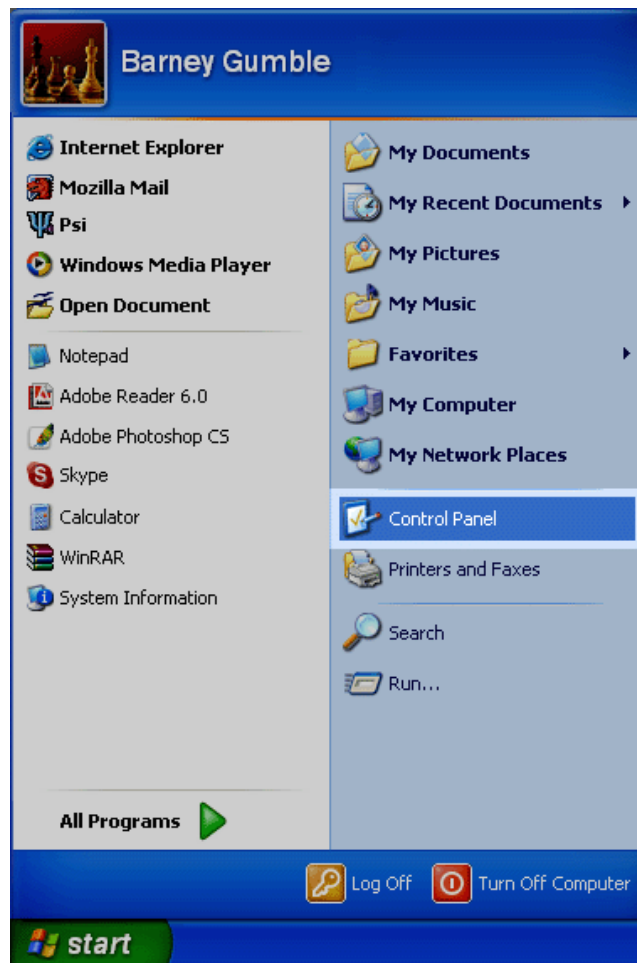 Barney Gumble
Internet Explorer
Mozilla Mail
Psi
Windows Media Player
Open Document
Notepad
Adobe Reader 6.0
Adobe Photoshop CS
Skype
Calculator
WinRAR
System Information
All Programs
My Documents
My Recent Documents
My Pictures
My Music
Favorites
My Computer
My Network Places
Control Panel
Printers and Faxes
Search
Run...
Log Off
Turn Off Computer
start